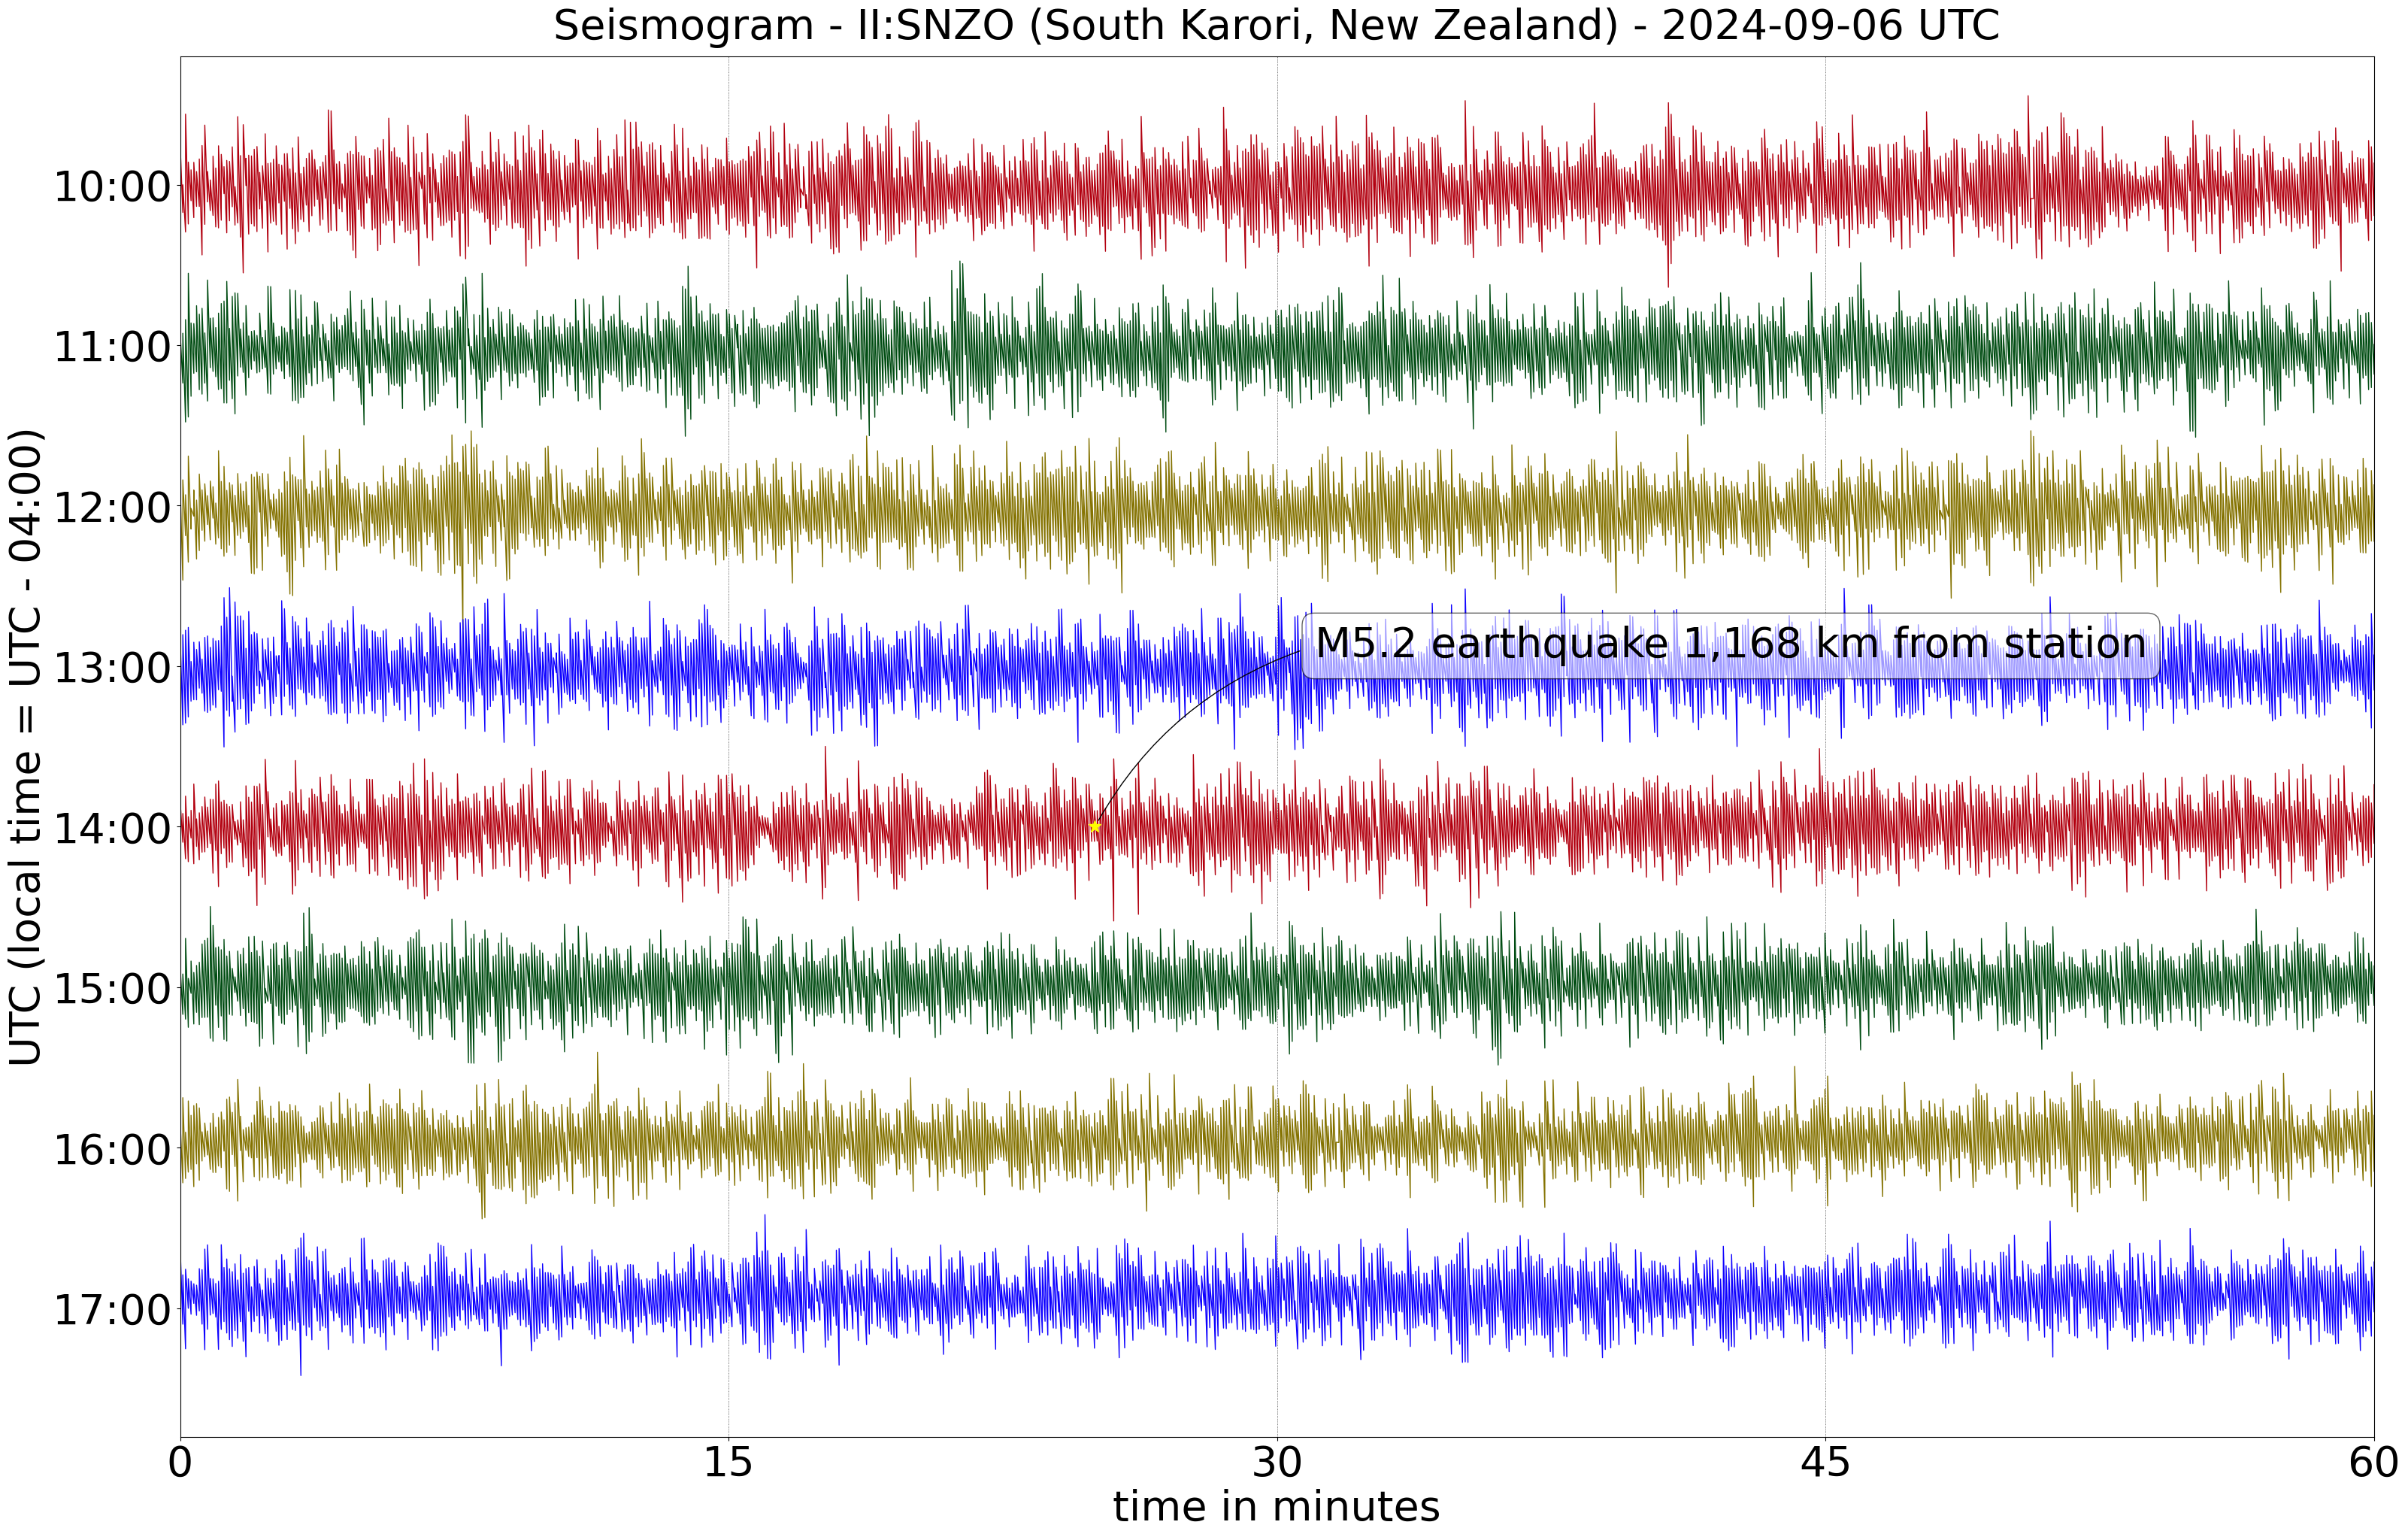 Seismogram - II:SNZO (South Karori, New Zealand) - 2024-09-06 UTC
UTC (local time = UTC - 04:00)
10:00
11:00
12:00
13:00
M5.2 earthquake 1,168 km from station
14:00
15:00
16:00
17:00
0 15 30 45 60
time in minutes